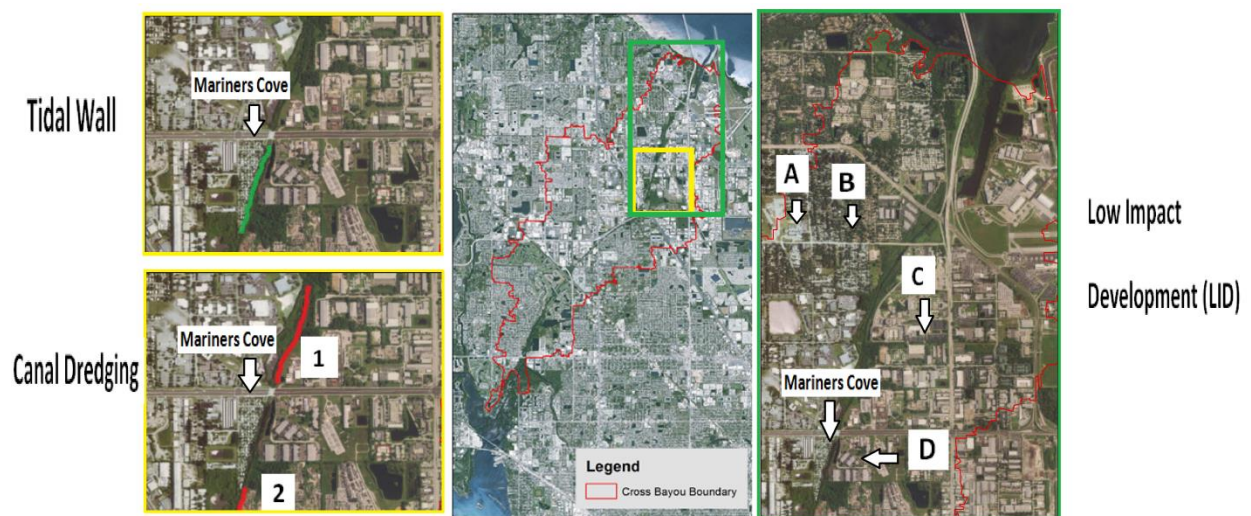 Tidal Wall
Mariners Cove
Canal Dredging
Mariners Cove
1
2
Legend
Cross Bayou Boundary
A
B
C
Mariners Cove
D
Low Impact
Development (LID)